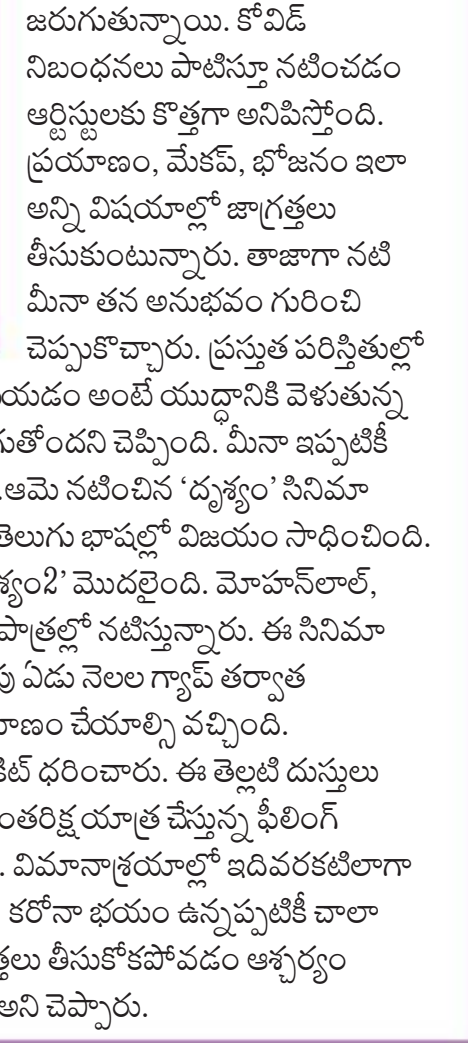 జరుగుతున్నాయి. కోవిడ్
నిబంధనలు పాటిస్తూ నటించడం
ఆర్టిస్టులకు కొత్తగా అనిపిస్తోంది.
ప్రయాణం, మేకప్, భోజనం ఇలా
అన్ని విషయాల్లో జాగ్రత్తలు
తీసుకుంటున్నారు. తాజాగా నటి
మీనా తన అనుభవం గురించి
చెప్పుకొచ్చారు. ప్రస్తుత పరిస్తితుల్లో
యడం అంటే యుద్ధానికి వెళుతున్న
గుతోందని చెప్పింది. మీనా ఇప్పటికీ
.ఆమె నటించిన ‘దృశ్యం’ సినిమా
తెలుగు భాషల్లో విజయం సాధించింది.
శ్యం2’ మొదలైంది. మోహన్‌లాల్,
పాత్రల్లో నటిస్తున్నారు. ఈ సినిమా
పు ఏడు నెలల గ్యాప్ తర్వాత
ాణం చేయాల్సి వచ్చింది.
కిట్ ధరించారు. ఈ తెల్లటి దుస్తులు
ంతరిక్షయాత్ర చేస్తున్న ఫీలింగ్
. విమానాశ్రయాల్లో ఇదివరకటిలాగా
కరోనా భయం ఉన్నప్పటికీ చాలా
త్తలు తీసుకోకపోవడం ఆశ్చర్యం
అని చెప్పారు.